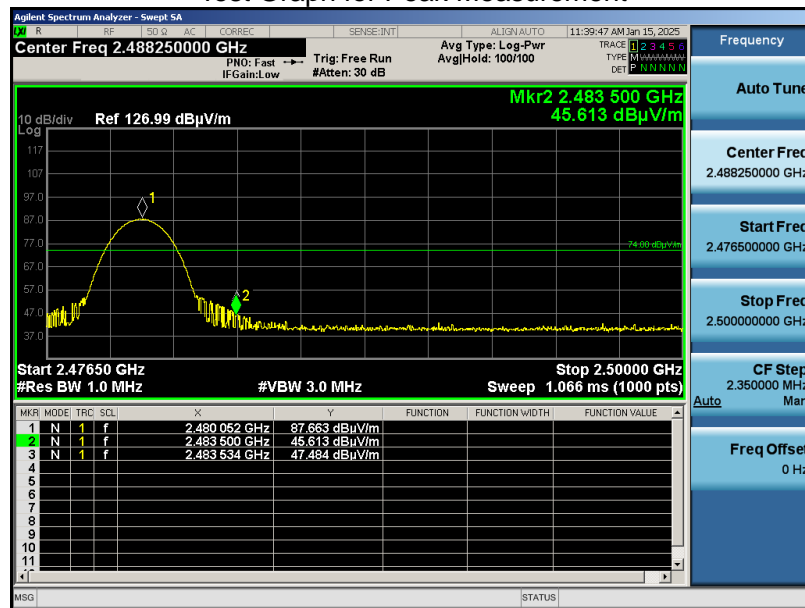 Test Graph for Peak Measurement
Agilent Spectrum Analyzer - Swept SA
LXI R RF 50 Ω AC CORREC SENSE:INT ALIGN AUTO 11:39:47 AM Jan 15, 2025
Center Freq 2.488250000 GHz
PNO: Fast
IFGain:Low
Trig: Free Run
#Atten: 30 dB
Avg Type: Log-Pwr
Avg|Hold: 100/100
TRACE 1 2 3 4 5 6
TYPE M
DET P N N N N N
Mkr2 2.483 500 GHz
45.613 dBµV/m
10 dB/div
Log
Ref 126.99 dBµV/m
117
107
97.0
87.0
77.0
67.0
57.0
47.0
37.0
1
2
74.00 dBµV/m
Start 2.47650 GHz
Stop 2.50000 GHz
#Res BW 1.0 MHz
#VBW 3.0 MHz
Sweep 1.066 ms (1000 pts)
MKR MODE TRC SCL X Y FUNCTION FUNCTION WIDTH FUNCTION VALUE
1 N 1 f 2.480 052 GHz 87.663 dBµV/m
2 N 1 f 2.483 500 GHz 45.613 dBµV/m
3 N 1 f 2.483 534 GHz 47.484 dBµV/m
4
5
6
7
8
9
10
11
MSG
STATUS
Frequency
Auto Tune
Center Freq
2.488250000 GHz
Start Freq
2.476500000 GHz
Stop Freq
2.500000000 GHz
CF Step
2.350000 MHz
Auto Man
Freq Offset
0 Hz